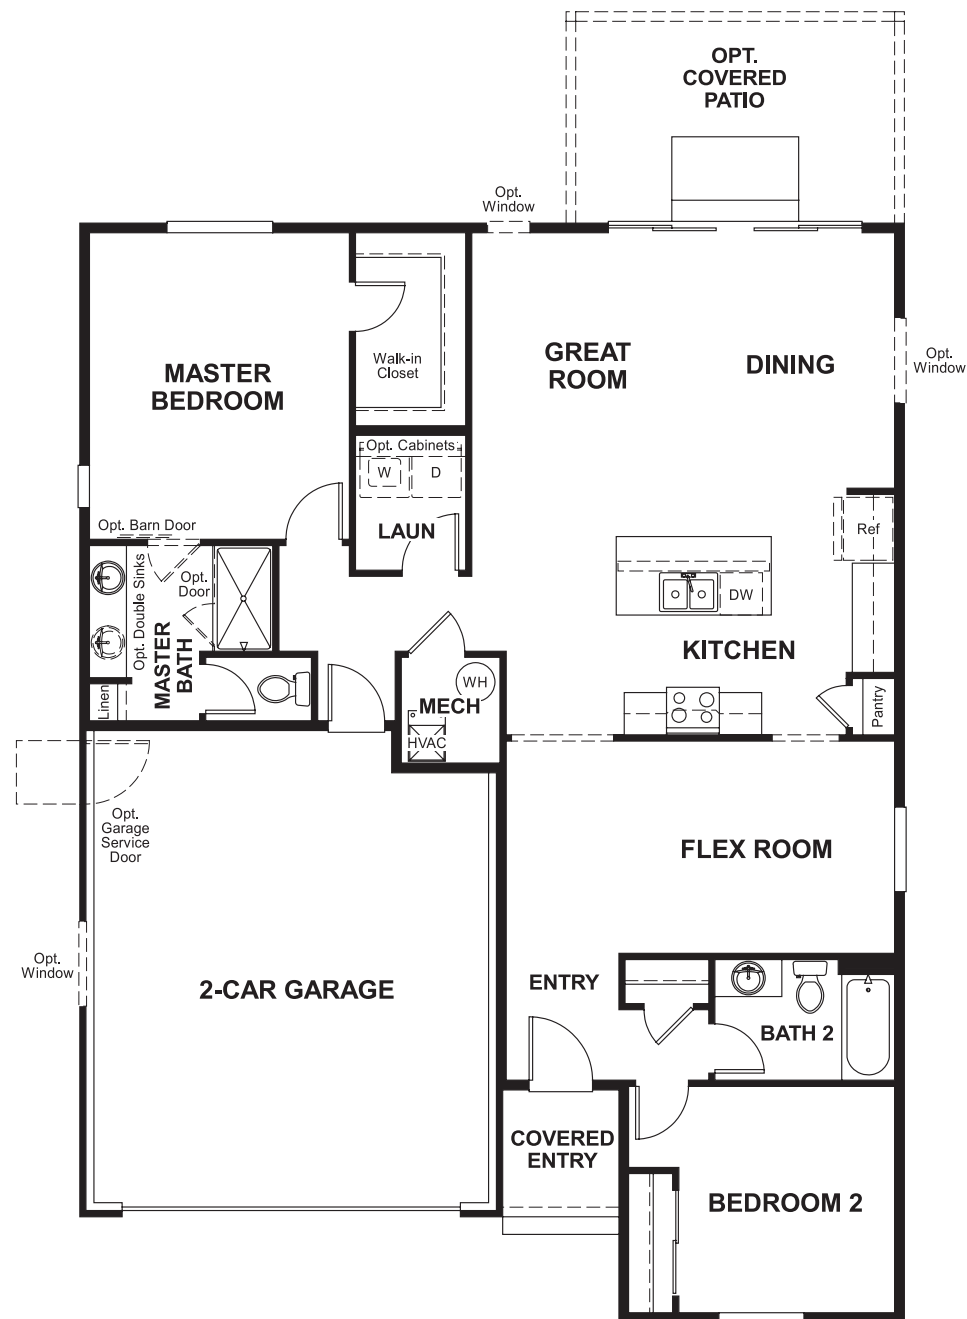 OPT.
COVERED
PATIO
Opt.
Window
MASTER
BEDROOM
Walk-in
Closet
GREAT
ROOM
DINING
Opt.
Window
Opt. Cabinets
W
D
LAUN
Opt. Barn Door
Opt. Double Sinks
Opt.
Door
MASTER
BATH
Linen
Ref
DW
KITCHEN
Pantry
WH
MECH
HVAC
Opt.
Garage
Service
Door
FLEX ROOM
Opt.
Window
2-CAR GARAGE
ENTRY
BATH 2
COVERED
ENTRY
BEDROOM 2